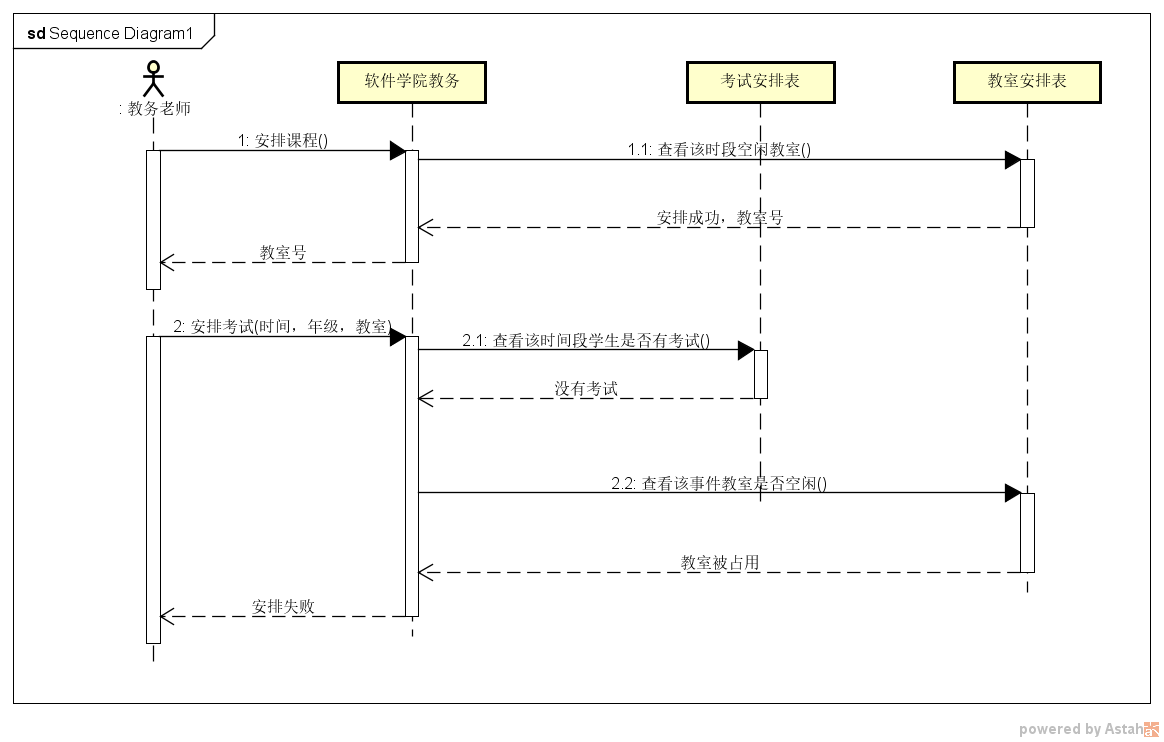 sd Sequence Diagram1
: 教务老师
软件学院教务
考试安排表
教室安排表
1: 安排课程()
1.1: 查看该时段空闲教室()
安排成功，教室号
教室号
2: 安排考试(时间，年级，教室)
2.1: 查看该时间段学生是否有考试()
没有考试
2.2: 查看该事件教室是否空闲()
教室被占用
安排失败
powered by Astah